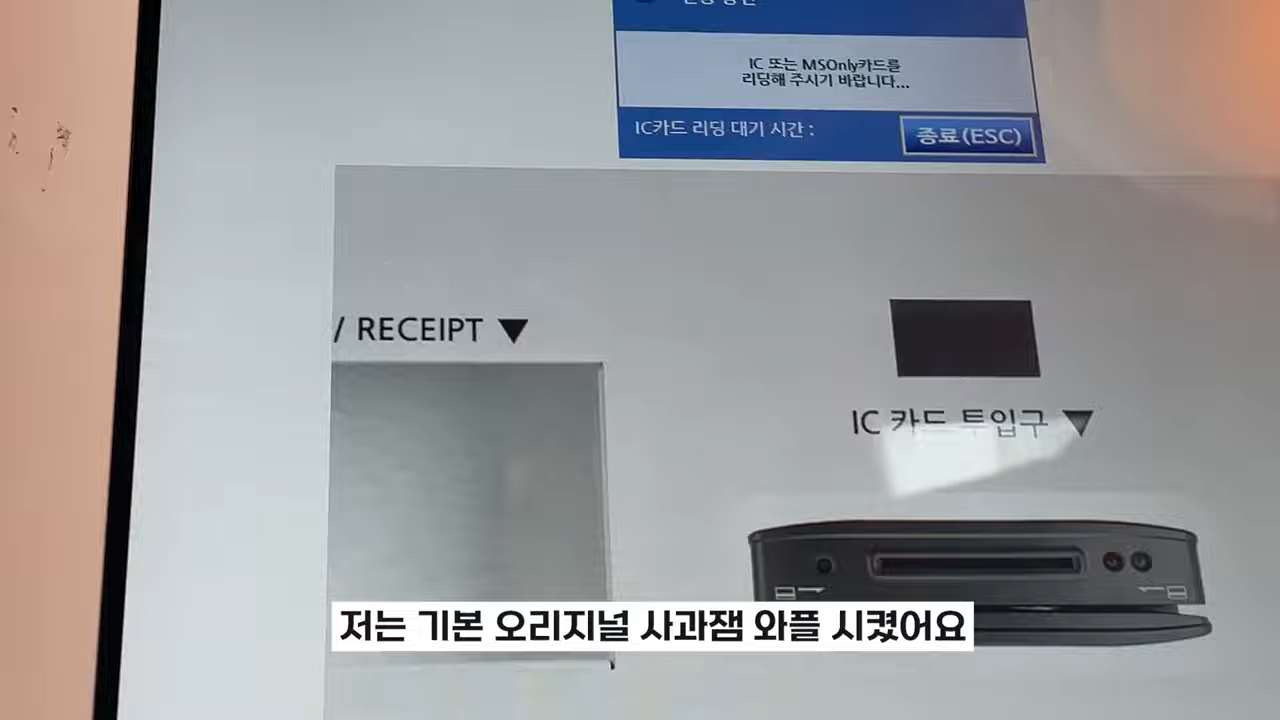 IC 또는 MSOnly카드를
리딩해 주시기 바랍니다...
IC카드 리딩 대기 시간 :
종료(ESC)
/ RECEIPT ▼
IC 카드 투입구 ▼
저는 기본 오리지널 사과잼 와플 시켰어요